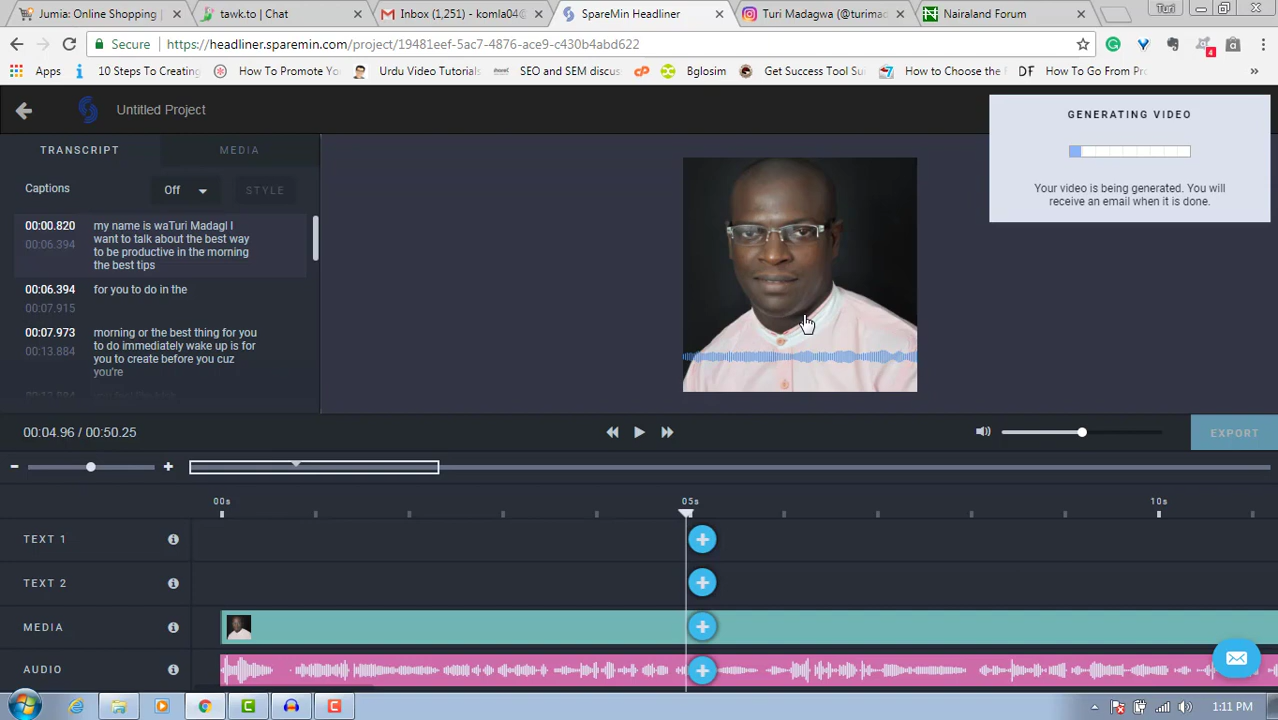 Jumia: Online Shopping
tawk.to | Chat
Inbox (1,251) - komla04@
SpareMin Headliner
Turi Madagwa (@turimac
Nairaland Forum
Turi
Secure
https://headliner.sparemin.com/project/19481eef-5ac7-4876-ace9-c430b4abd622
4
Apps
10 Steps To Creating
How To Promote You
Urdu Video Tutorials
SEO and SEM discus
cP
Bglosim
Get Success Tool Su
How to Choose the
DF
How To Go From Pr
»
Untitled Project
GENERATING VIDEO
Your video is being generated. You will
receive an email when it is done.
TRANSCRIPT
MEDIA
Captions
Off
STYLE
00:00.820
00:06.394
my name is waTuri Madagl I
want to talk about the best way
to be productive in the morning
the best tips
00:06.394
00:07.915
for you to do in the
00:07.973
00:13.884
morning or the best thing for you
to do immediately wake up is for
you to create before you cuz
you're
00:04.96 / 00:50.25
EXPORT
00s
05s
10s
TEXT 1
TEXT 2
MEDIA
AUDIO
1:11 PM